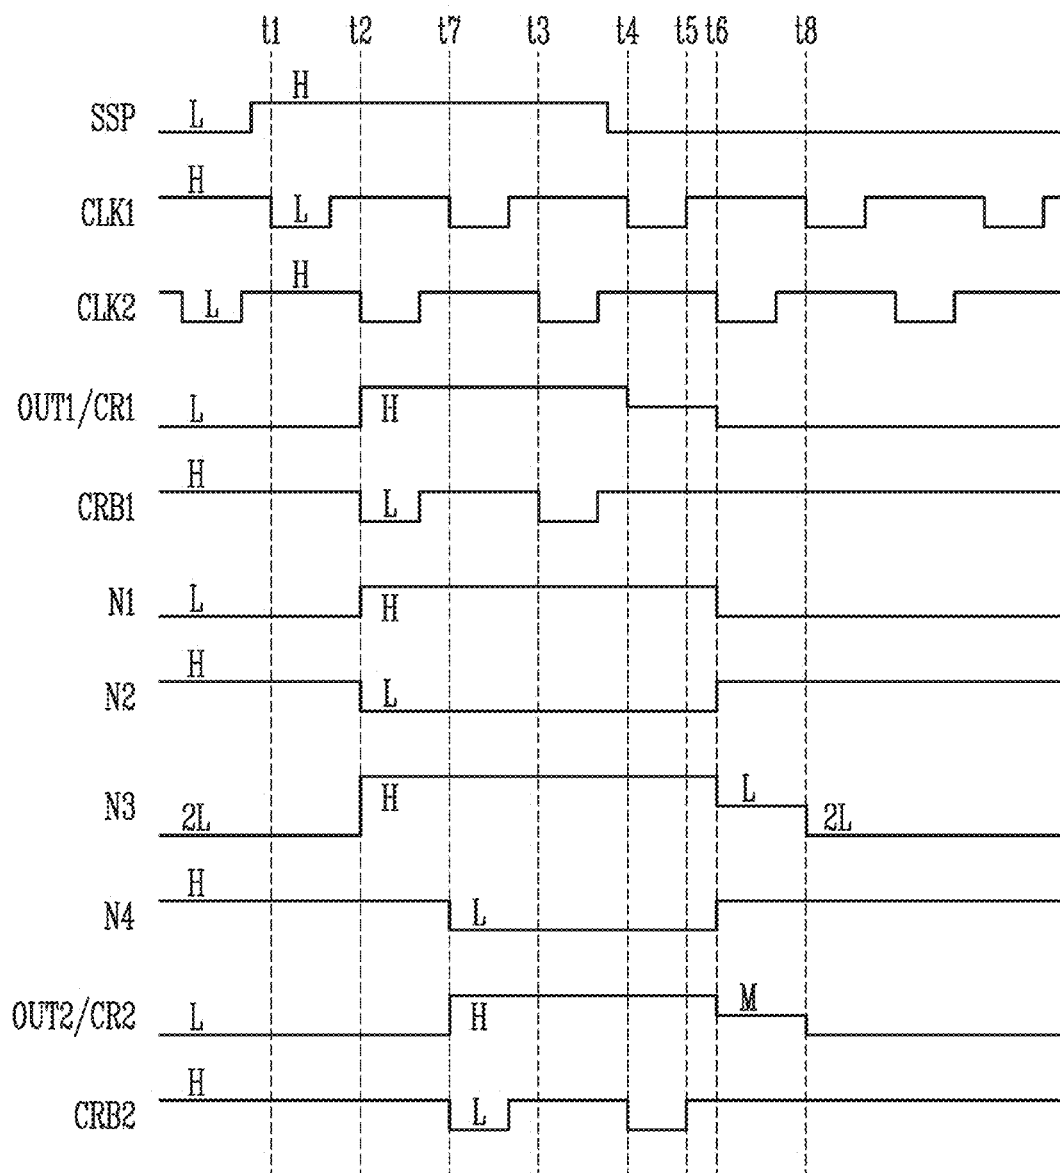 t1 t2 t7 t3 t4 t5 t6 t8
SSP L H
CLK1 H L
CLK2 L H
OUT1/CR1 L H
CRB1 H L
N1 L H
N2 H L
N3 2L H L 2L
N4 H L
OUT2/CR2 L H M
CRB2 H L